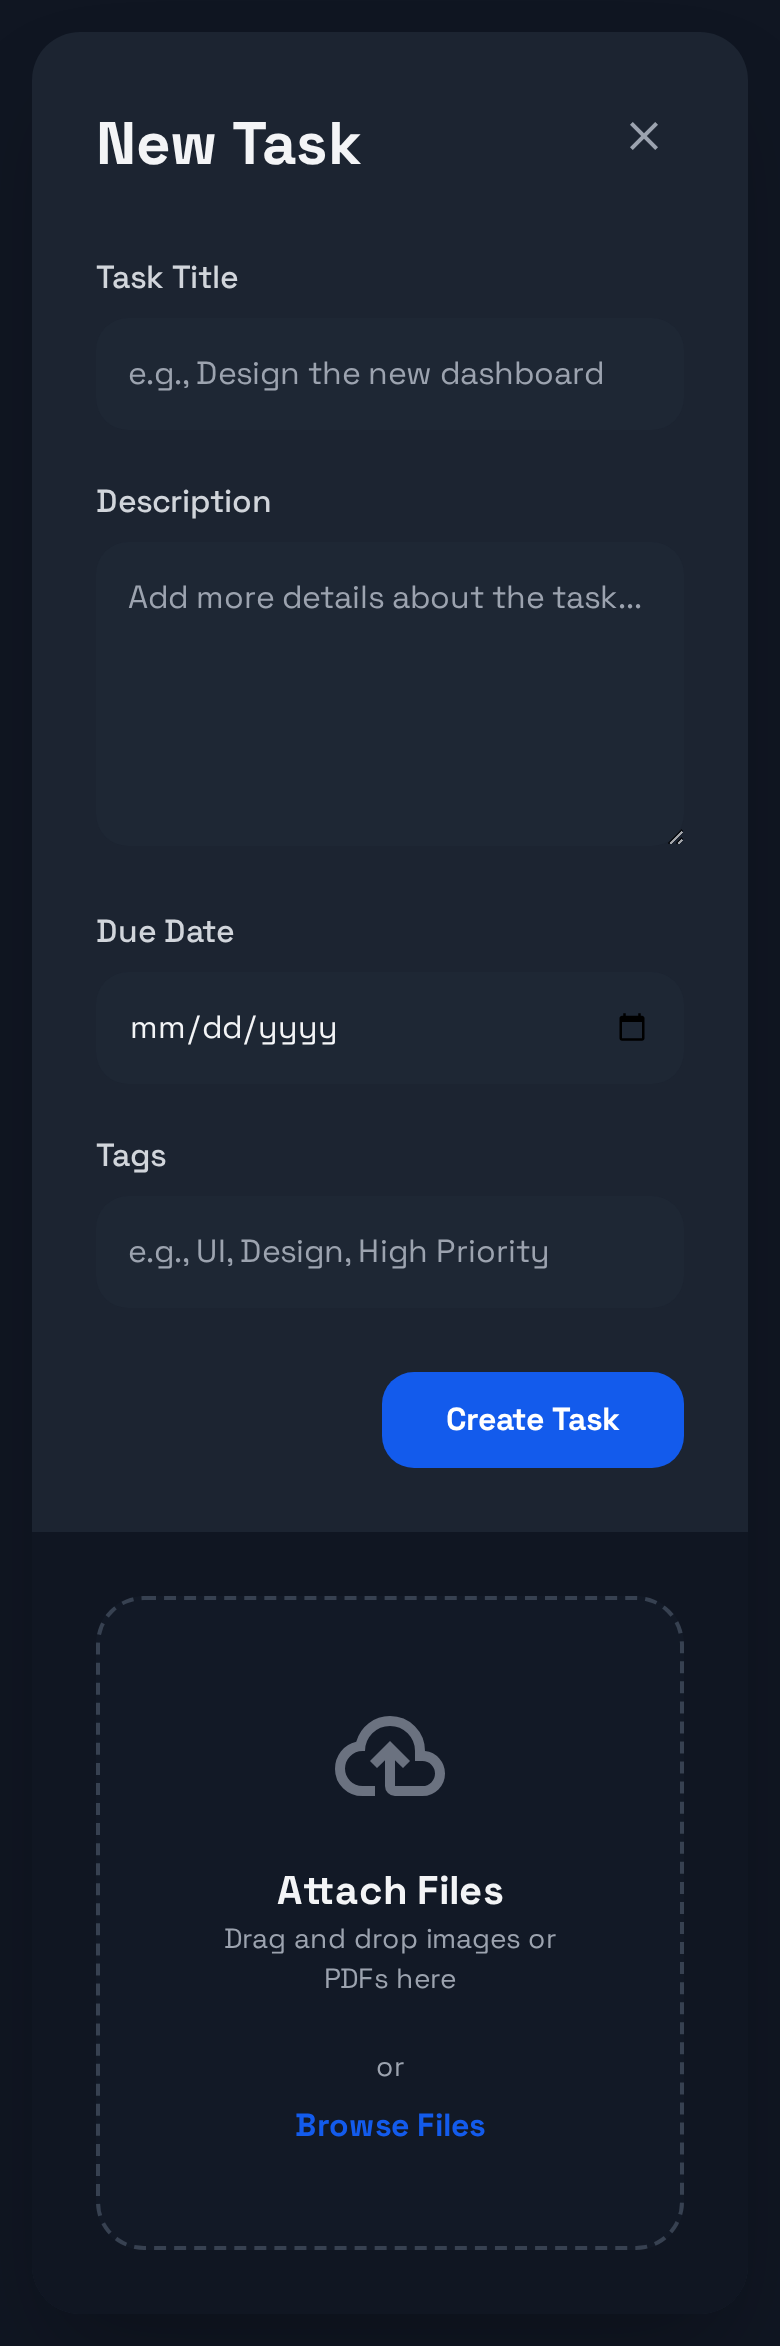 New Task
Task Title
e.g., Design the new dashboard
Description
Add more details about the task...
Due Date
mm/dd/yyyy
Tags
e.g., UI, Design, High Priority
Create Task
Attach Files
Drag and drop images or
PDFs here
or
Browse Files